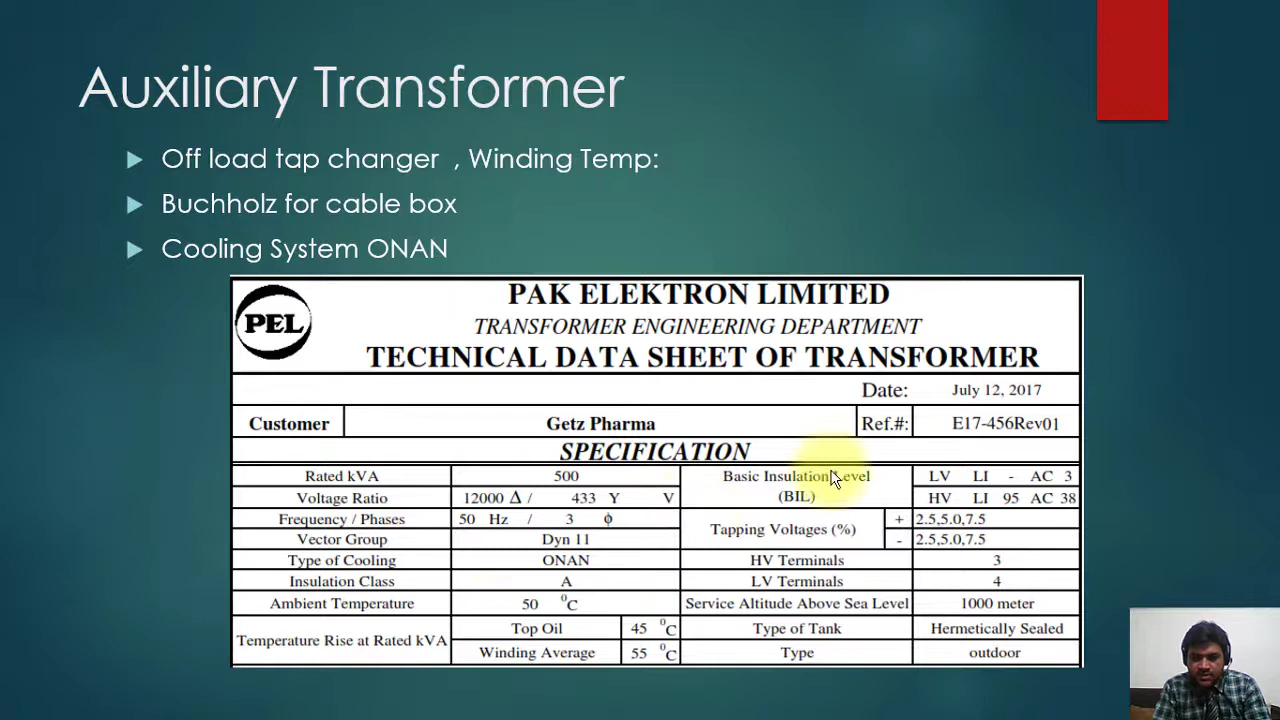 Auxiliary Transformer
Off load tap changer , Winding Temp:
Buchholz for cable box
Cooling System ONAN
PEL
PAK ELEKTRON LIMITED
TRANSFORMER ENGINEERING DEPARTMENT
TECHNICAL DATA SHEET OF TRANSFORMER
Date: July 12, 2017
Customer Getz Pharma Ref.#: E17-456Rev01
SPECIFICATION
Rated kVA 500 Basic Insulation Level LV LI - AC 3
Voltage Ratio 12000 Δ / 433 Y V (BIL) HV LI 95 AC 38
Frequency / Phases 50 Hz / 3 ϕ Tapping Voltages (%) + 2.5,5.0,7.5
Vector Group Dyn 11 - 2.5,5.0,7.5
Type of Cooling ONAN HV Terminals 3
Insulation Class A LV Terminals 4
Ambient Temperature 50 ⁰C Service Altitude Above Sea Level 1000 meter
Temperature Rise at Rated kVA Top Oil 45 ⁰C Type of Tank Hermetically Sealed
Winding Average 55 ⁰C Type outdoor